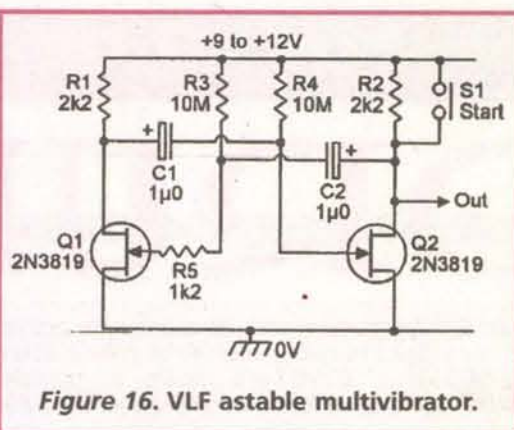 +9 to +12V
R1
2k2
R3
10M
R4
10M
R2
2k2
S1
Start
+
C1
1µ0
+
C2
1µ0
Out
Q1
2N3819
R5
1k2
Q2
2N3819
0V
Figure 16. VLF astable multivibrator.